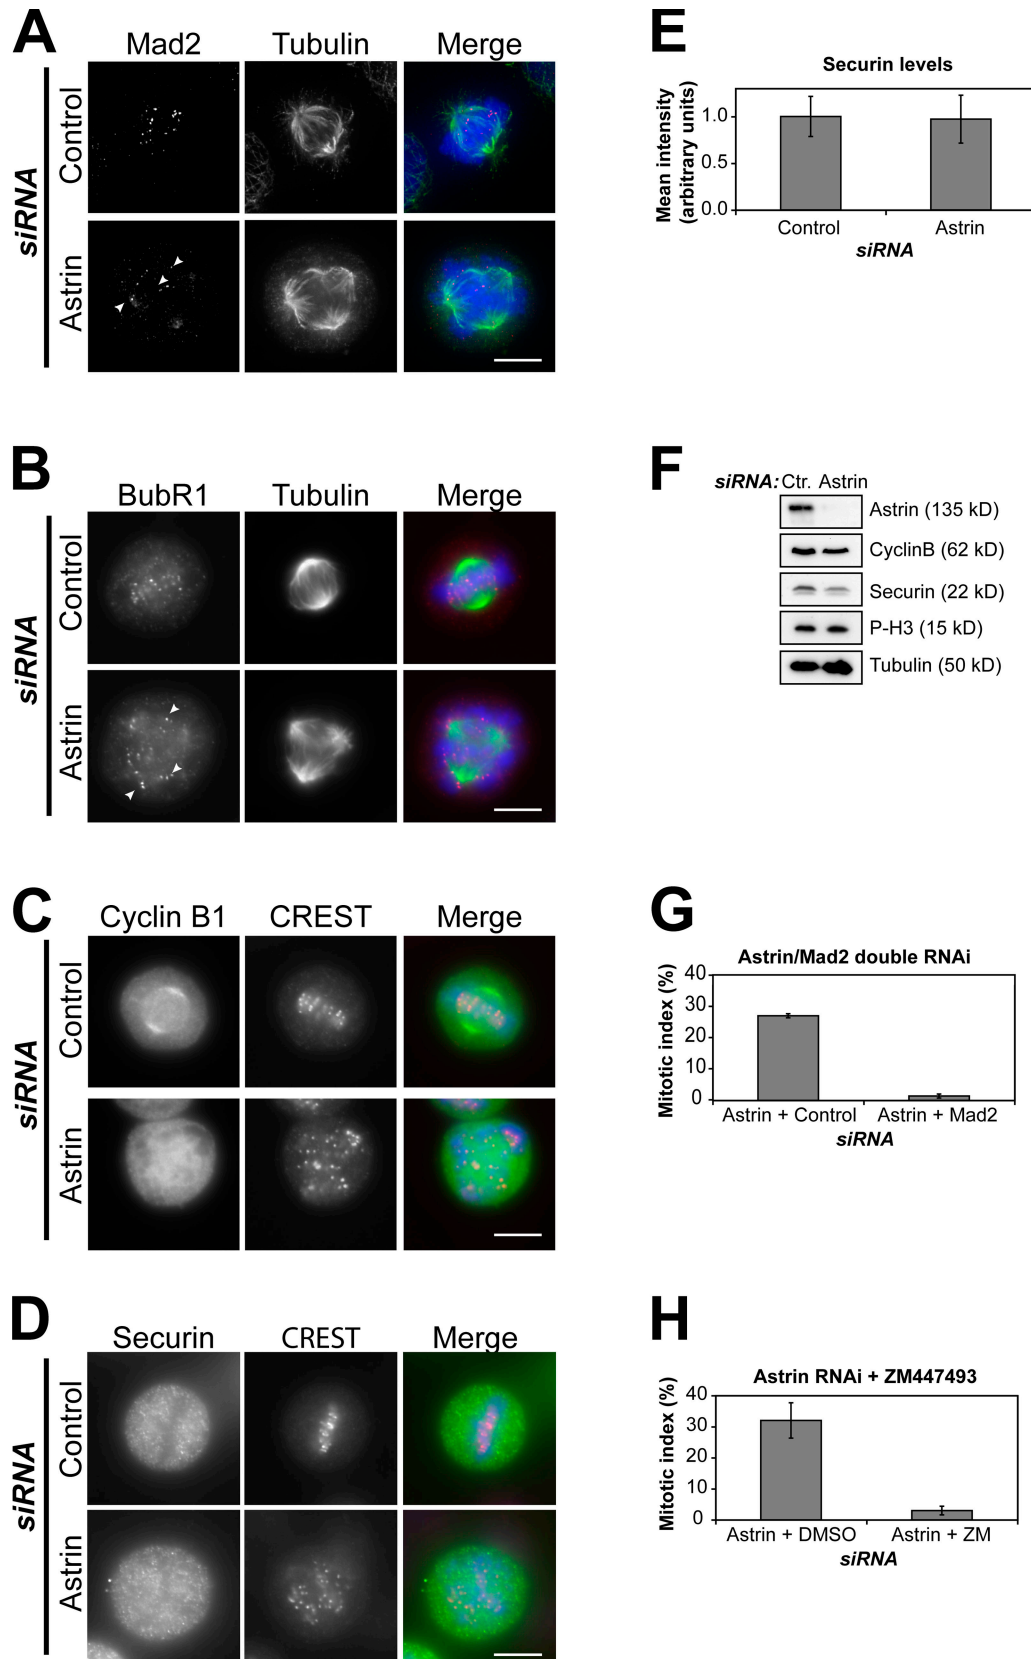 A
Mad2 Tubulin Merge
siRNA
Control
Astrin
B
BubR1 Tubulin Merge
siRNA
Control
Astrin
C
Cyclin B1 CREST Merge
siRNA
Control
Astrin
D
Securin CREST Merge
siRNA
Control
Astrin
E
Securin levels
Mean intensity
(arbitrary units)
1.0
0.5
0.0
Control Astrin
siRNA
F
siRNA: Ctr. Astrin
Astrin (135 kD)
CyclinB (62 kD)
Securin (22 kD)
P-H3 (15 kD)
Tubulin (50 kD)
G
Astrin/Mad2 double RNAi
Mitotic index (%)
40
30
20
10
0
Astrin + Control Astrin + Mad2
siRNA
H
Astrin RNAi + ZM447493
Mitotic index (%)
40
30
20
10
0
Astrin + DMSO Astrin + ZM
siRNA